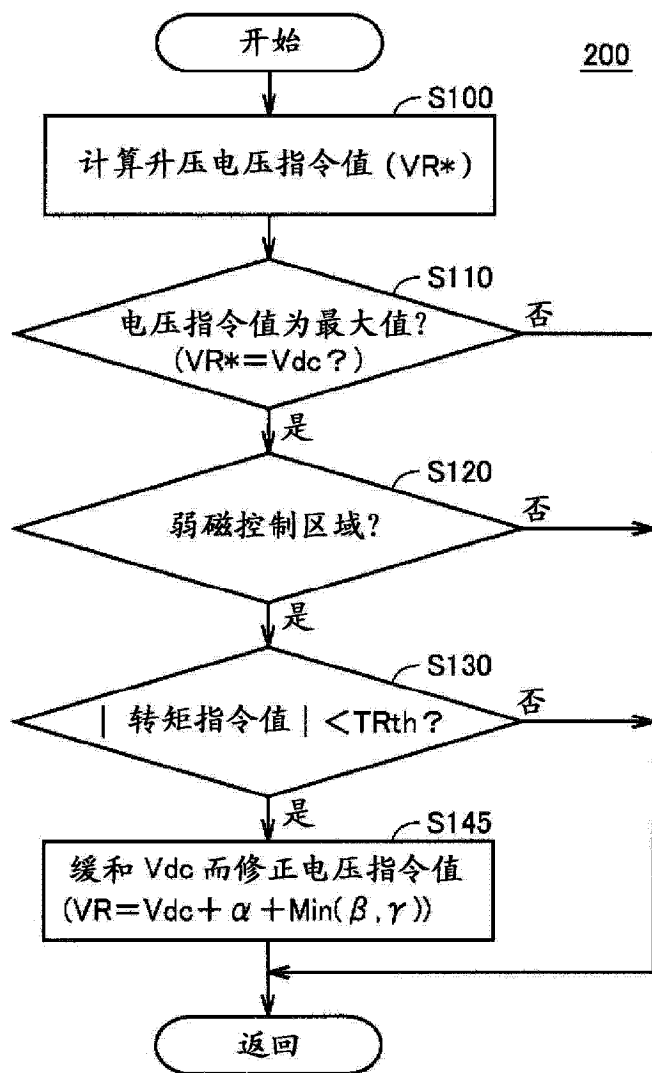 开始
200
S100
计算升压电压指令值(VR*)
S110
电压指令值为最大值?
(VR*=Vdc?)
否
是
S120
弱磁控制区域?
否
是
S130
|转矩指令值|<TRth?
否
是
S145
缓和Vdc而修正电压指令值
(VR=Vdc+α+Min(β,γ))
返回